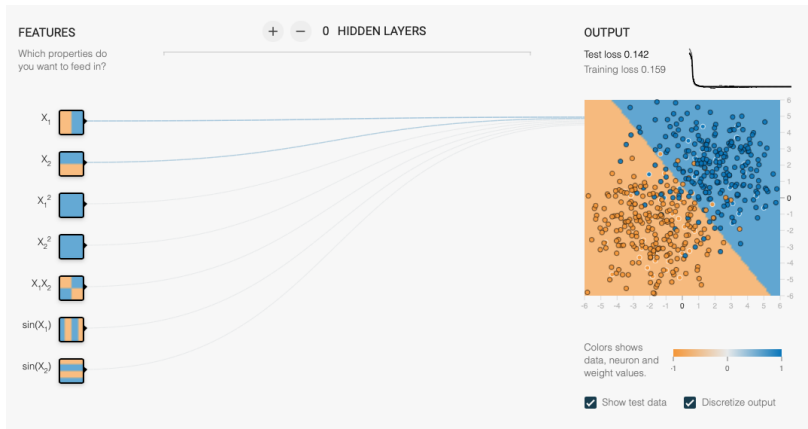 FEATURES
Which properties do
you want to feed in?
+ − 0 HIDDEN LAYERS
OUTPUT
Test loss 0.142
Training loss 0.159
X₁
X₂
X₁²
X₂²
X₁X₂
sin(X₁)
sin(X₂)
6
5
4
3
2
1
0
-1
-2
-3
-4
-5
-6
-6 -5 -4 -3 -2 -1 0 1 2 3 4 5 6
Colors shows
data, neuron and
weight values.
-1 0 1
Show test data
Discretize output